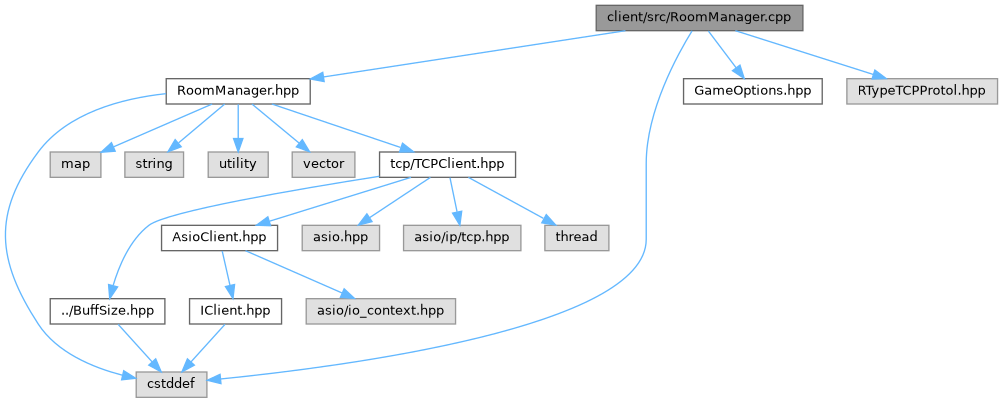 client/src/RoomManager.cpp
RoomManager.hpp
GameOptions.hpp
RTypeTCPProtol.hpp
map
string
utility
vector
tcp/TCPClient.hpp
AsioClient.hpp
asio.hpp
asio/ip/tcp.hpp
thread
../BuffSize.hpp
IClient.hpp
asio/io_context.hpp
cstddef